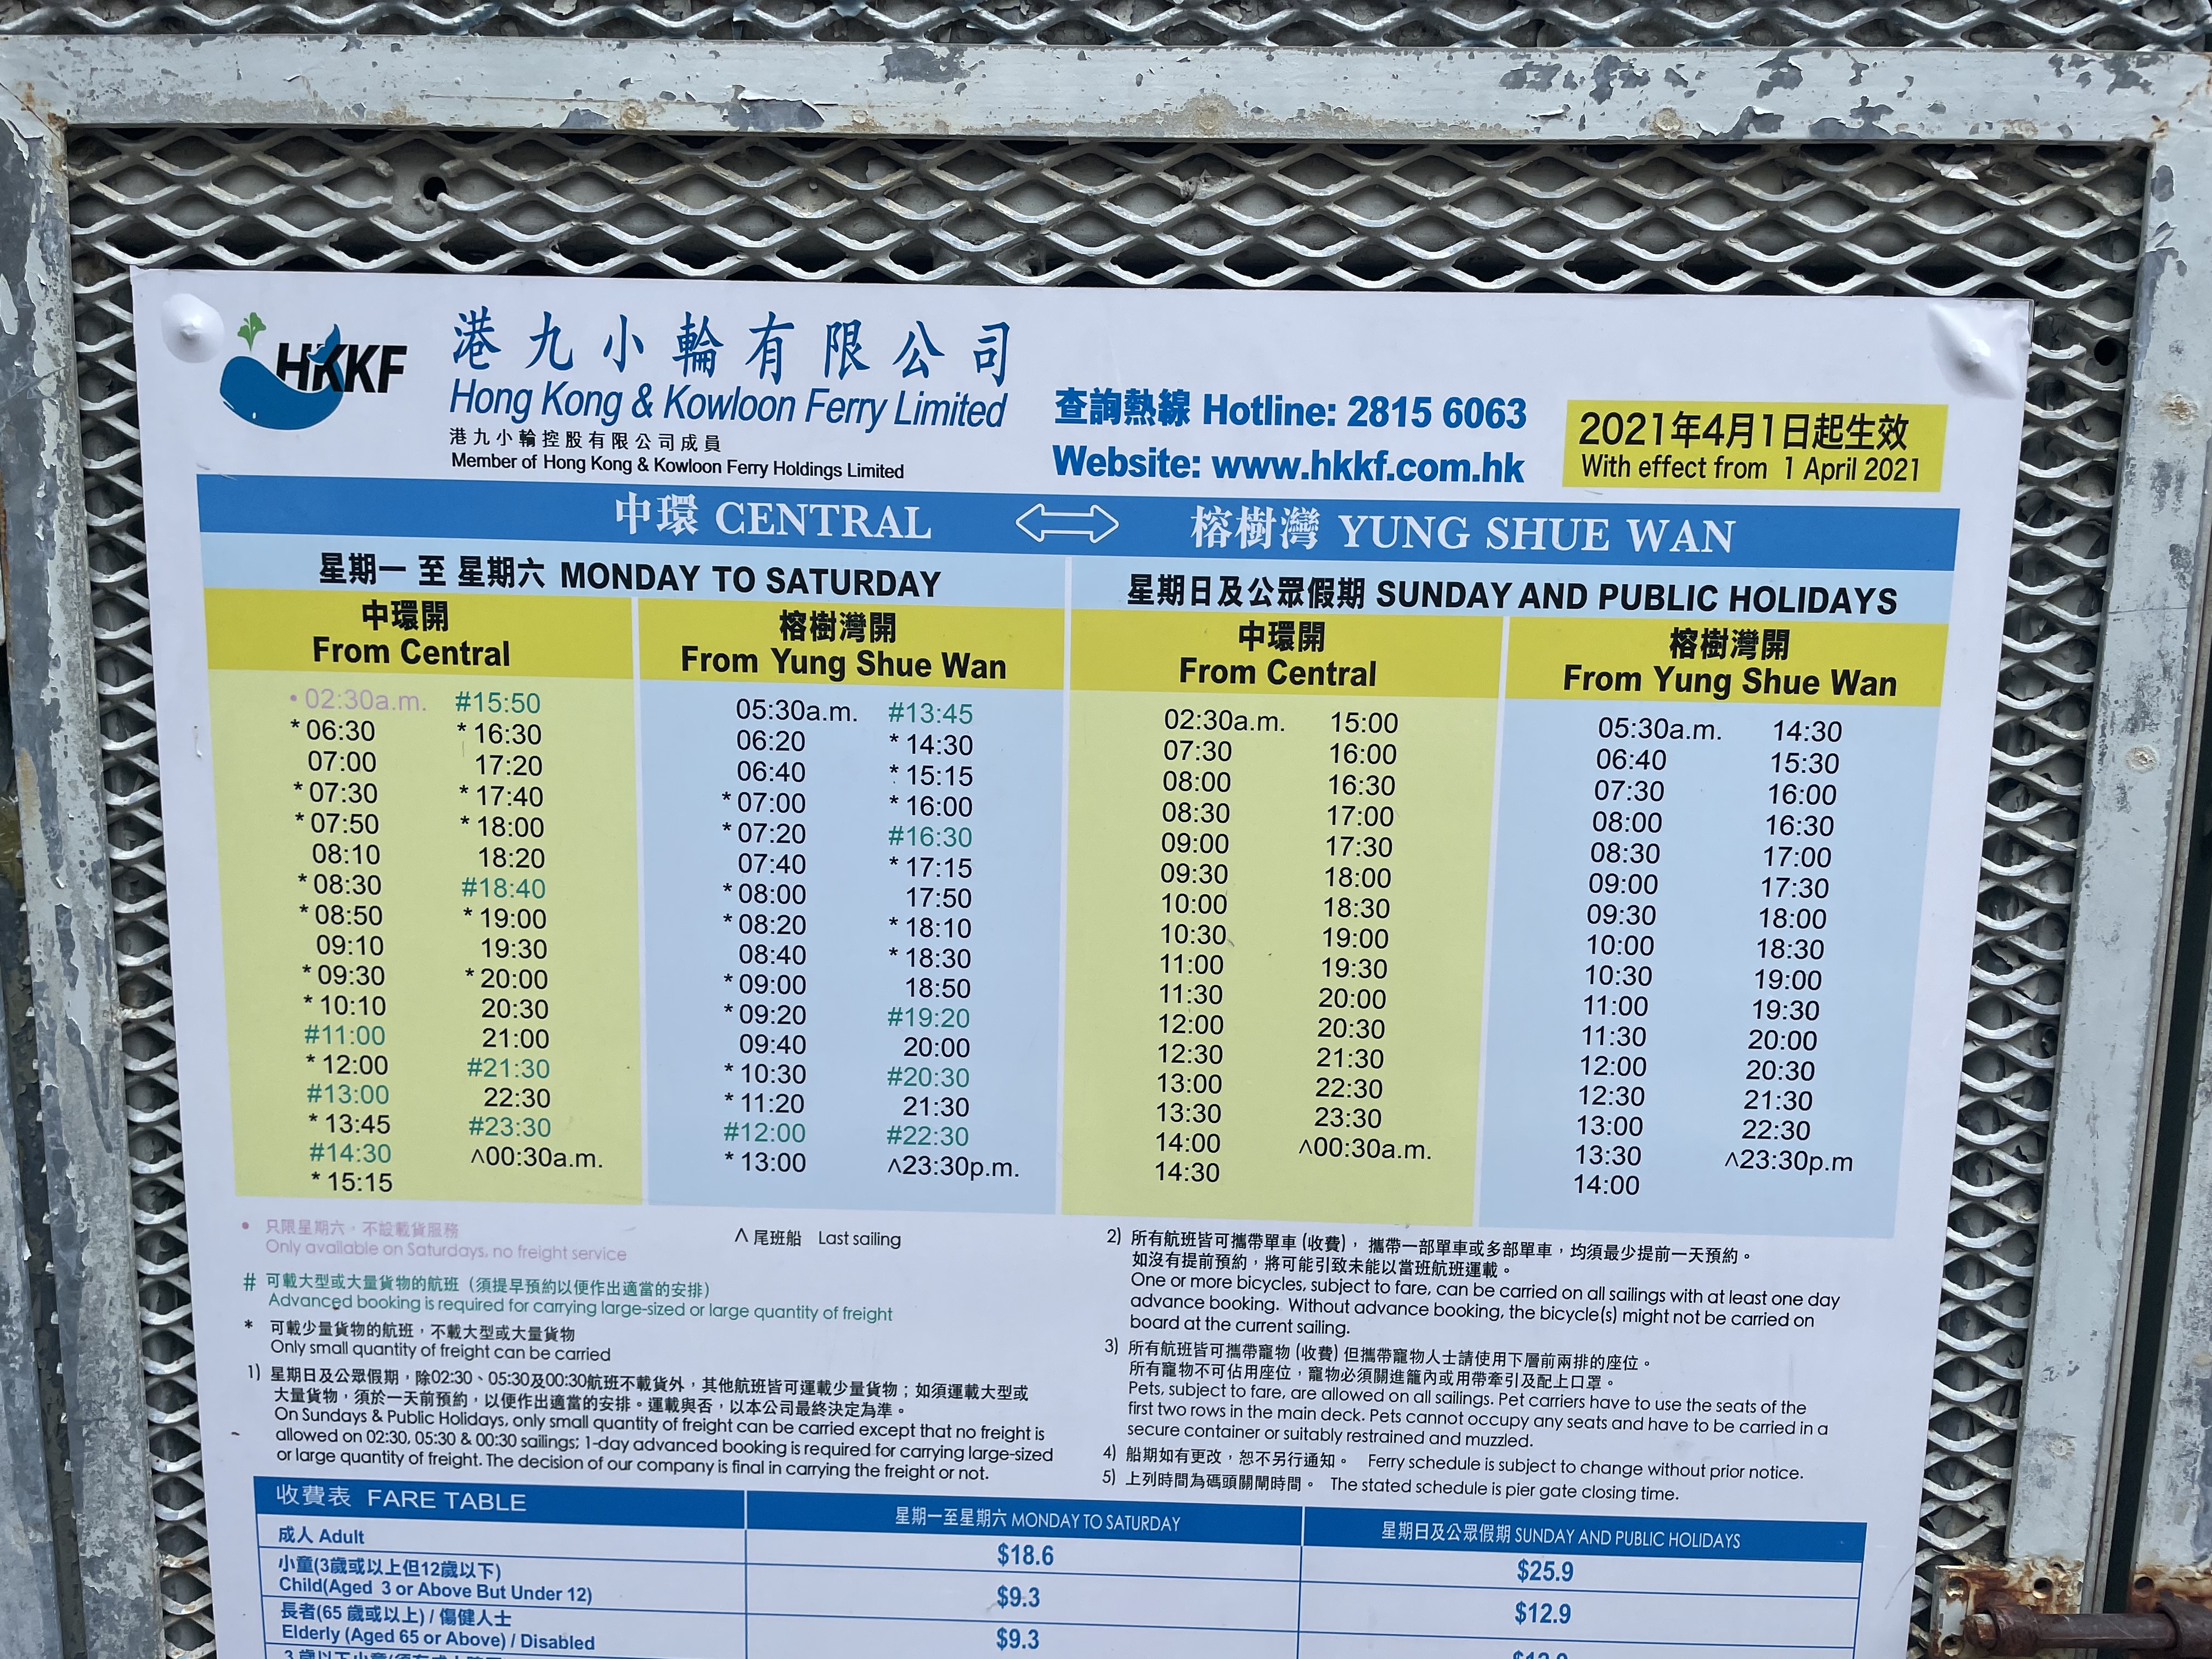 HKKF
港九小輪有限公司
Hong Kong & Kowloon Ferry Limited
港九小輪控股有限公司成員
Member of Hong Kong & Kowloon Ferry Holdings Limited
查詢熱線 Hotline: 2815 6063
Website: www.hkkf.com.hk
2021年4月1日起生效
With effect from 1 April 2021
中環 CENTRAL ⇔ 榕樹灣 YUNG SHUE WAN
星期一 至 星期六 MONDAY TO SATURDAY
中環開
From Central
• 02:30a.m. #15:50
* 06:30 * 16:30
07:00 17:20
* 07:30 * 17:40
* 07:50 * 18:00
08:10 18:20
* 08:30 #18:40
* 08:50 * 19:00
09:10 19:30
* 09:30 * 20:00
* 10:10 20:30
#11:00 21:00
* 12:00 #21:30
#13:00 22:30
* 13:45 #23:30
#14:30 ^00:30a.m.
* 15:15
榕樹灣開
From Yung Shue Wan
05:30a.m. #13:45
06:20 * 14:30
06:40 * 15:15
* 07:00 * 16:00
* 07:20 #16:30
07:40 * 17:15
* 08:00 17:50
* 08:20 * 18:10
08:40 * 18:30
* 09:00 18:50
* 09:20 #19:20
09:40 20:00
* 10:30 #20:30
* 11:20 21:30
#12:00 #22:30
* 13:00 ^23:30p.m.
星期日及公眾假期 SUNDAY AND PUBLIC HOLIDAYS
中環開
From Central
02:30a.m. 15:00
07:30 16:00
08:00 16:30
08:30 17:00
09:00 17:30
09:30 18:00
10:00 18:30
10:30 19:00
11:00 19:30
11:30 20:00
12:00 20:30
12:30 21:30
13:00 22:30
13:30 23:30
14:00 ^00:30a.m.
14:30
榕樹灣開
From Yung Shue Wan
05:30a.m. 14:30
06:40 15:30
07:30 16:00
08:00 16:30
08:30 17:00
09:00 17:30
09:30 18:00
10:00 18:30
10:30 19:00
11:00 19:30
11:30 20:00
12:00 20:30
12:30 21:30
13:00 22:30
13:30 ^23:30p.m
14:00
• 只限星期六，不設載貨服務
Only available on Saturdays, no freight service
^ 尾班船 Last sailing
# 可載大型或大量貨物的航班（須提早預約以便作出適當的安排）
Advanced booking is required for carrying large-sized or large quantity of freight
* 可載少量貨物的航班，不載大型或大量貨物
Only small quantity of freight can be carried
1) 星期日及公眾假期，除02:30、05:30及00:30航班不載貨外，其他航班皆可運載少量貨物；如須運載大型或
大量貨物，須於一天前預約，以便作出適當的安排。運載與否，以本公司最終決定為準。
On Sundays & Public Holidays, only small quantity of freight can be carried except that no freight is
allowed on 02:30, 05:30 & 00:30 sailings; 1-day advanced booking is required for carrying large-sized
or large quantity of freight. The decision of our company is final in carrying the freight or not.
2) 所有航班皆可攜帶單車 (收費)，攜帶一部單車或多部單車，均須最少提前一天預約。
如沒有提前預約，將可能引致未能以當班航班運載。
One or more bicycles, subject to fare, can be carried on all sailings with at least one day
advance booking. Without advance booking, the bicycle(s) might not be carried on
board at the current sailing.
3) 所有航班皆可攜帶寵物 (收費) 但攜帶寵物人士請使用下層前兩排的座位。
所有寵物不可佔用座位，寵物必須關進籠內或用帶牽引及配上口罩。
Pets, subject to fare, are allowed on all sailings. Pet carriers have to use the seats of the
first two rows in the main deck. Pets cannot occupy any seats and have to be carried in a
secure container or suitably restrained and muzzled.
4) 船期如有更改，恕不另行通知。 Ferry schedule is subject to change without prior notice.
5) 上列時間為碼頭關閘時間。 The stated schedule is pier gate closing time.
收費表 FARE TABLE
星期一至星期六 MONDAY TO SATURDAY
星期日及公眾假期 SUNDAY AND PUBLIC HOLIDAYS
成人 Adult
$18.6
$25.9
小童(3歲或以上但12歲以下)
Child(Aged 3 or Above But Under 12)
$9.3
$12.9
長者(65 歲或以上) / 傷健人士
Elderly (Aged 65 or Above) / Disabled
$9.3